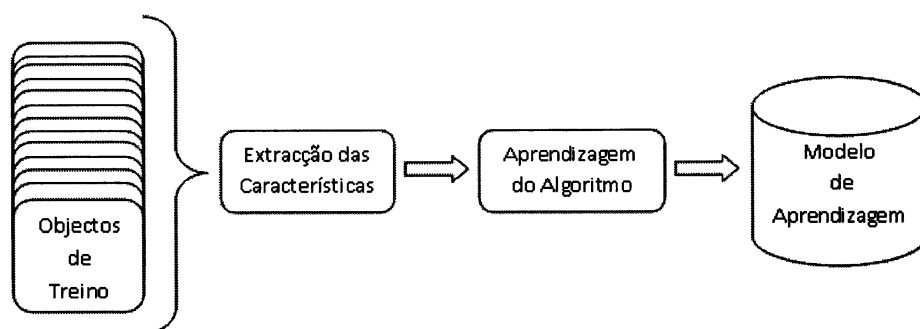 Objectos
de
Treino
Extracção das
Características
Aprendizagem
do Algoritmo
Modelo
de
Aprendizagem